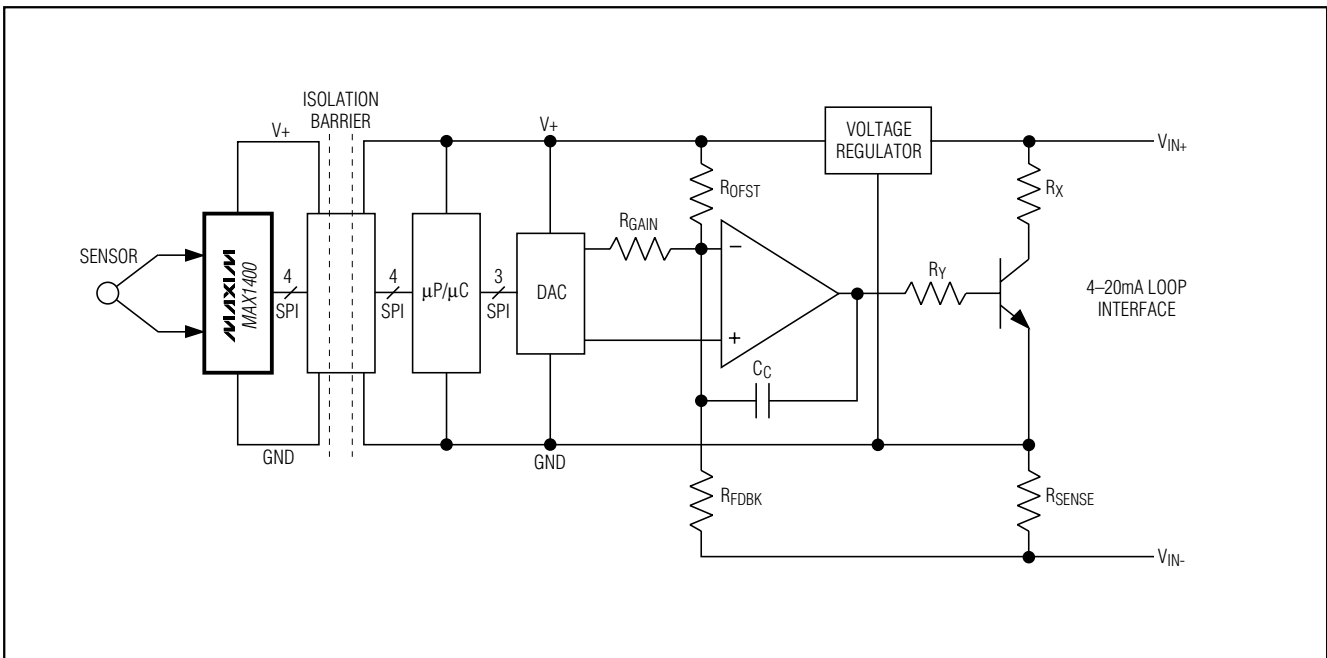 ISOLATION
BARRIER
V+
V+
VOLTAGE
REGULATOR
VIN+
ROFST
RX
RGAIN
SENSOR
MAXIM
MAX1400
4
SPI
4
SPI
µP/µC
3
SPI
DAC
−
+
RY
4–20mA LOOP
INTERFACE
CC
GND
GND
RFDBK
RSENSE
VIN-